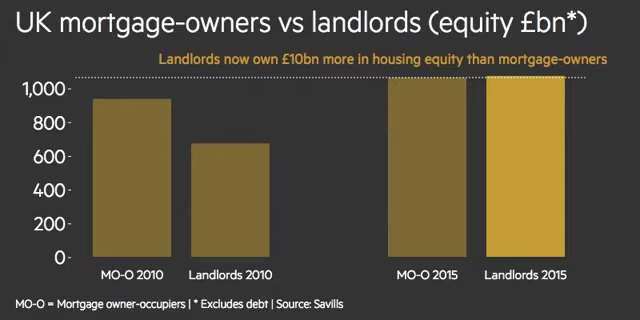 UK mortgage-owners vs landlords (equity £bn*)
Landlords now own £10bn more in housing equity than mortgage-owners
1,000
800
600
400
200
0
MO-O 2010
Landlords 2010
MO-O 2015
Landlords 2015
MO-O = Mortgage owner-occupiers | * Excludes debt | Source: Savills